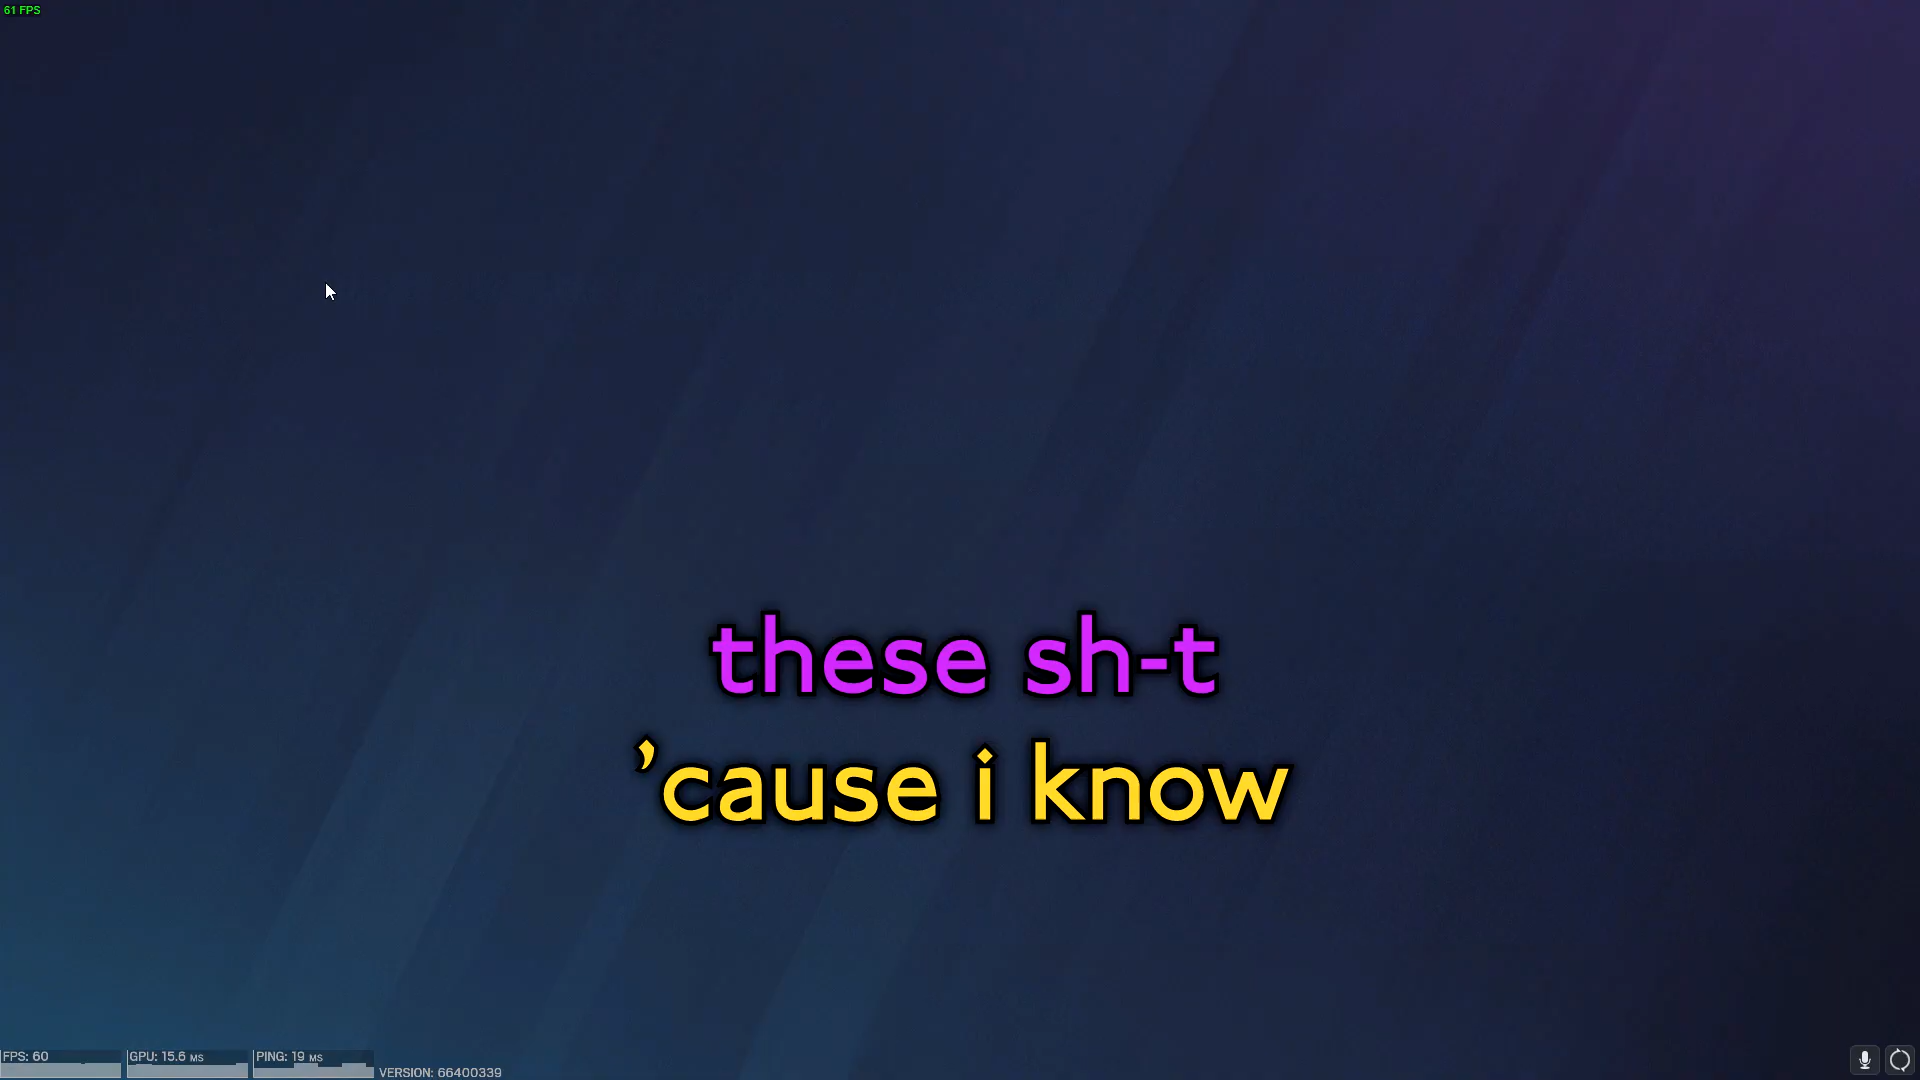 61 FPS
these sh-t
’cause i know
FPS: 60
GPU: 15.6 MS
PING: 19 MS
VERSION: 66400339